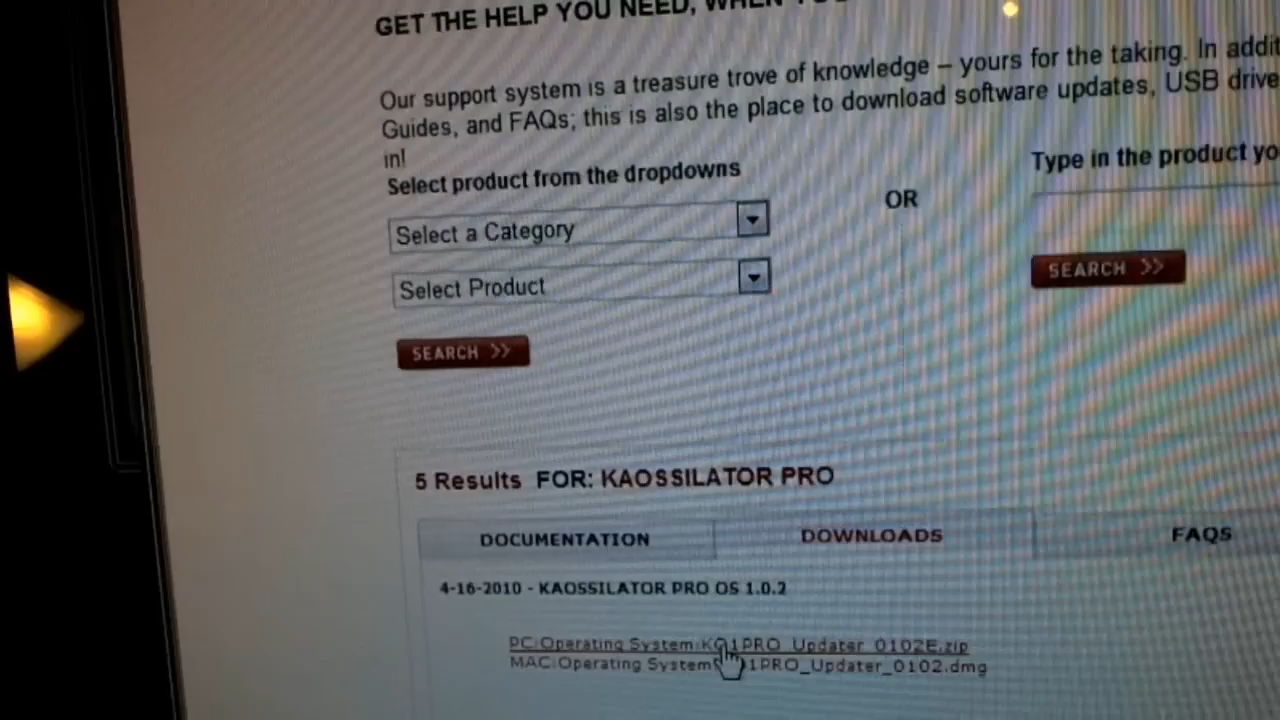 GET THE HELP YOU NEED, WHEN
Our support system is a treasure trove of knowledge – yours for the taking. In addit
Guides, and FAQs; this is also the place to download software updates, USB drive
in!
Select product from the dropdowns
Type in the product yo
OR
Select a Category
Select Product
SEARCH >>
SEARCH >>
5 Results FOR: KAOSSILATOR PRO
DOCUMENTATION
DOWNLOADS
FAQS
4-16-2010 - KAOSSILATOR PRO OS 1.0.2
PC:Operating System:KO1PRO_Updater_0102E.zip
MAC:Operating System 1PRO_Updater_0102.dmg